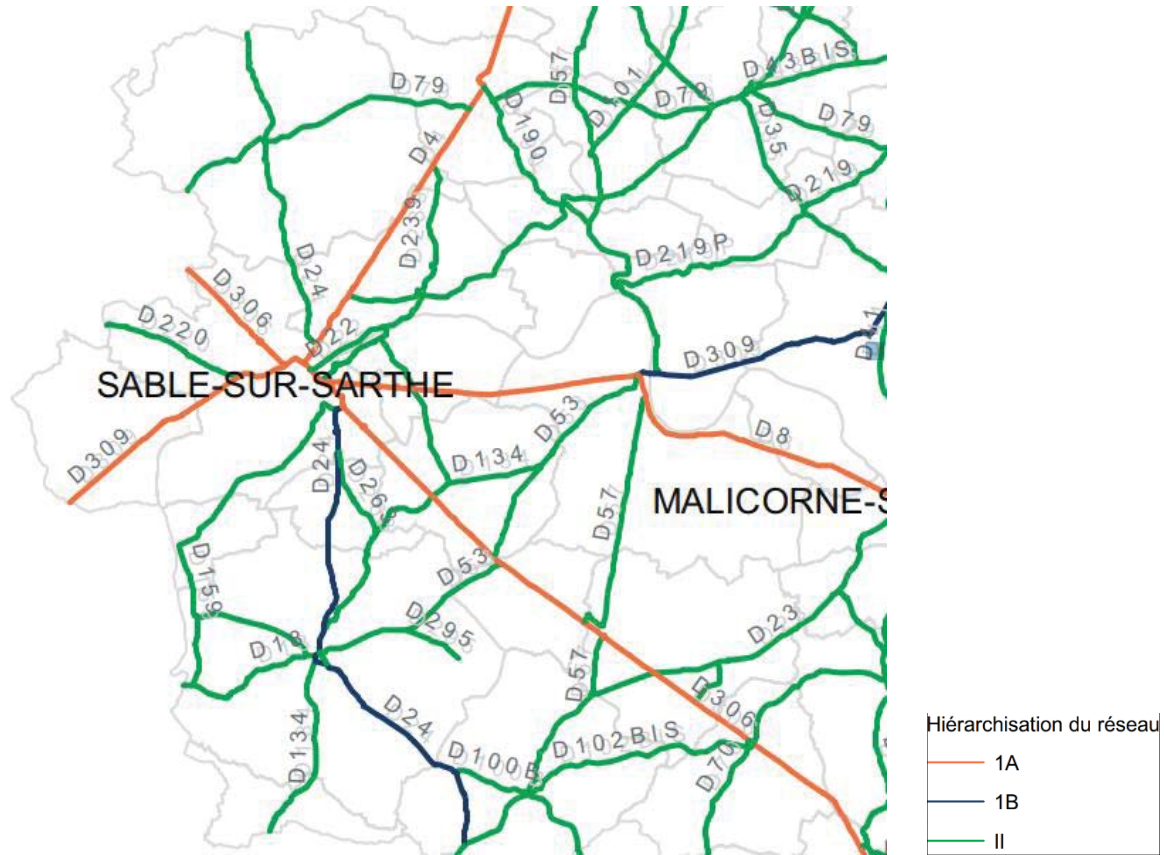 D57
D101
D43BIS
D79
D79
D79
D190
D35
D4
D219
D239
D24
D219P
D306
D220
D22
D309
D41
SABLE-SUR-SARTHE
D309
D53
D8
D24
D134
D263
D57
MALICORNE-S
D159
D53
D23
D18
D295
D57
D306
D24
D134
D100B
D102BIS
D70
Hiérarchisation du réseau
1A
1B
II